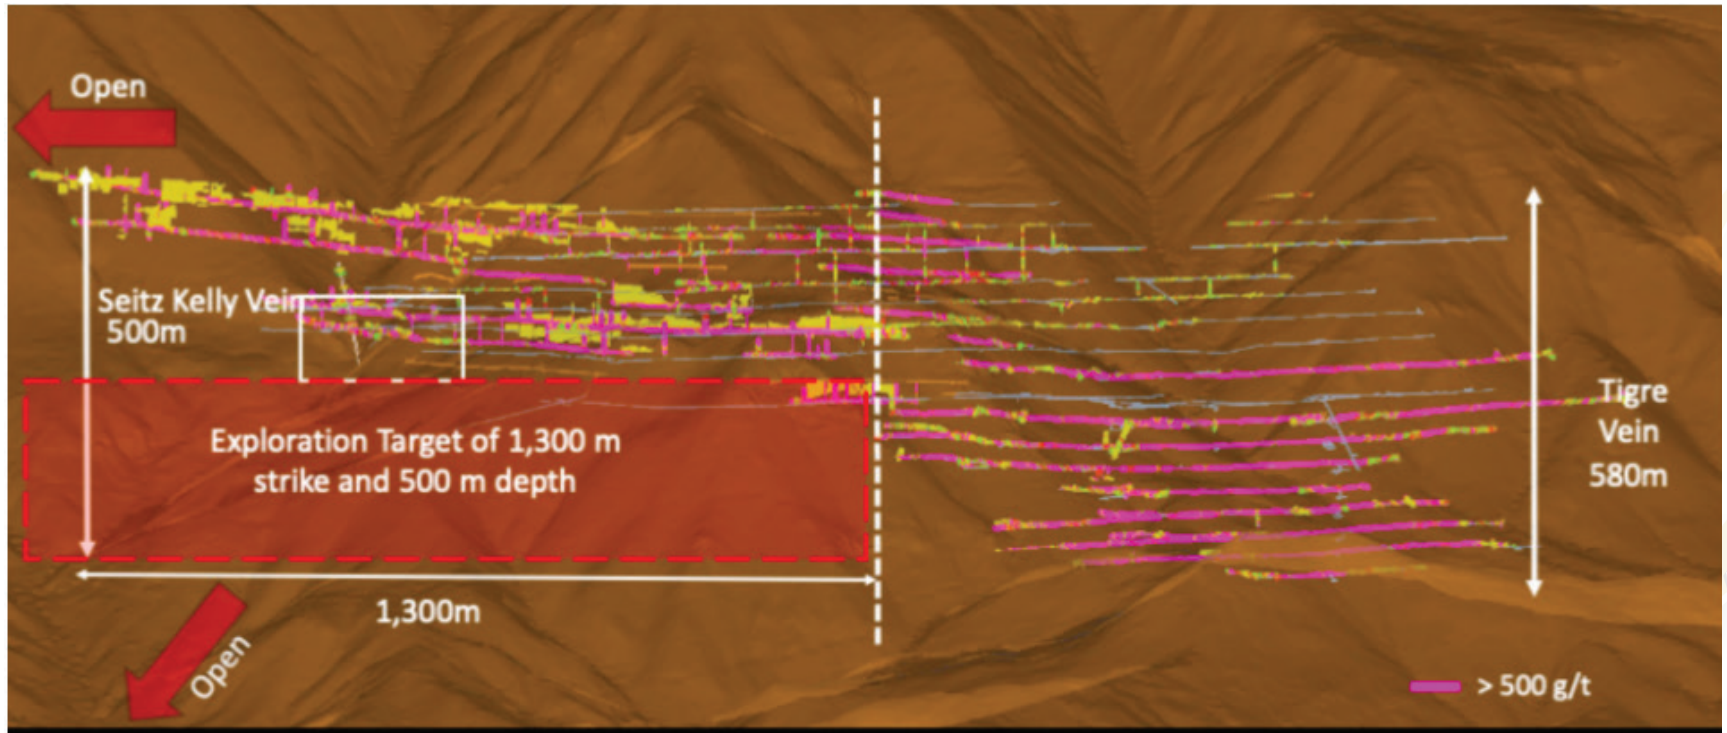 Open
Seitz Kelly Vein
500m
Exploration Target of 1,300 m
strike and 500 m depth
1,300m
Open
Tigre
Vein
580m
> 500 g/t